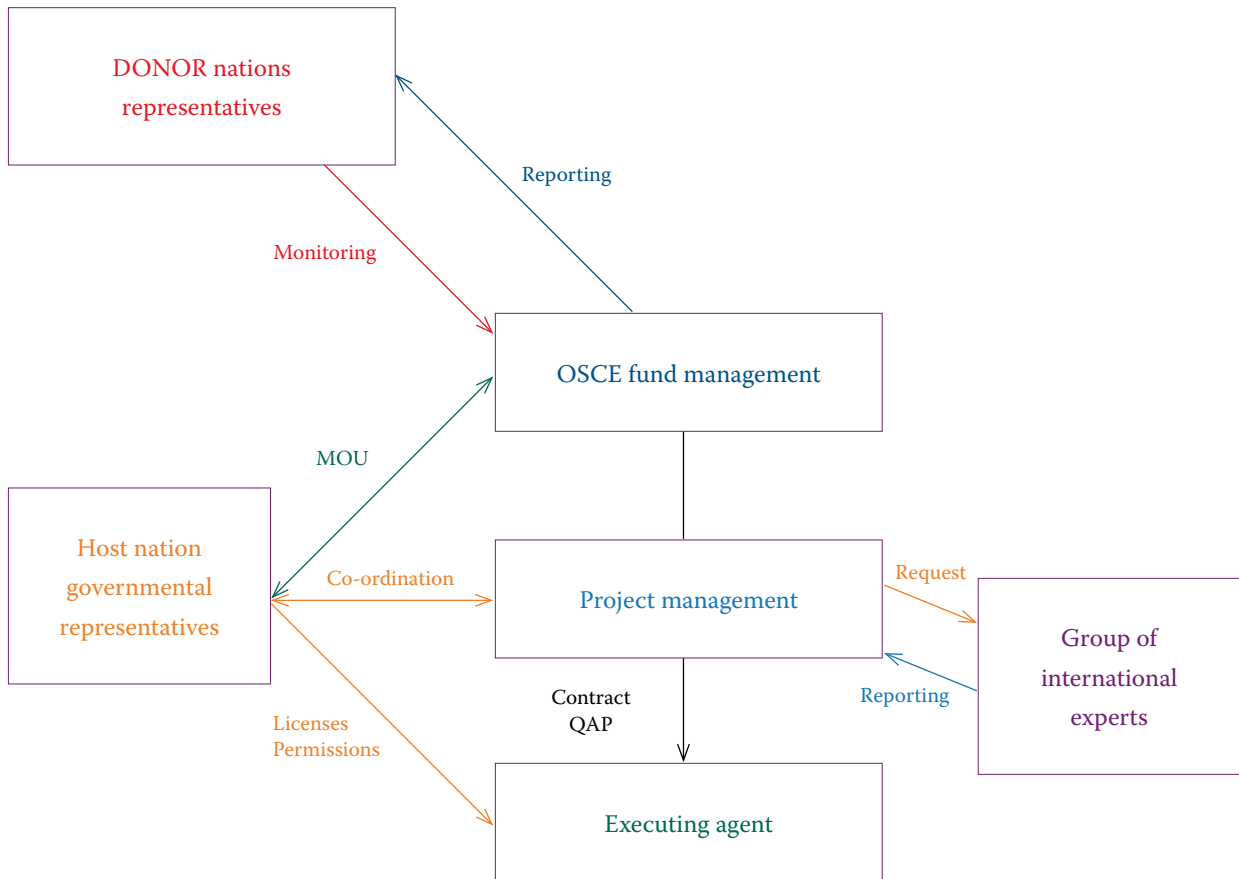 DONOR nations
representatives
Reporting
Monitoring
OSCE fund management
MOU
Host nation
governmental
representatives
Co-ordination
Project management
Request
Group of
international
experts
Reporting
Contract
QAP
Licenses
Permissions
Executing agent